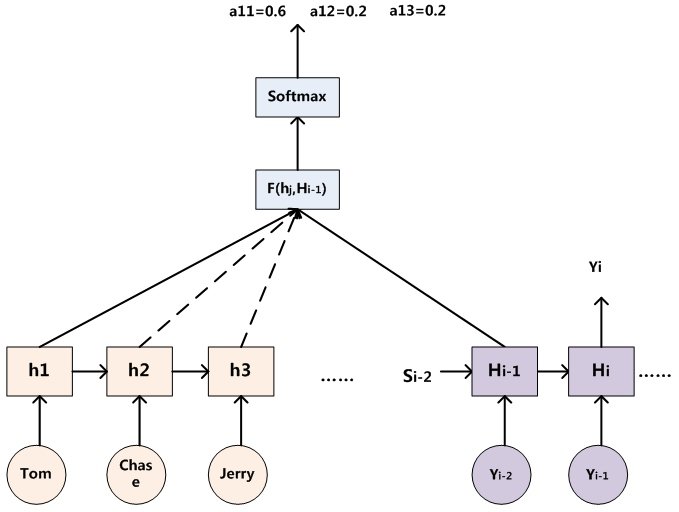 a11=0.6 a12=0.2 a13=0.2
Softmax
F(hj,Hi-1)
Yi
h1 h2 h3 ...... Si-2 Hi-1 Hi ......
Tom Chas Jerry Yi-2 Yi-1
e